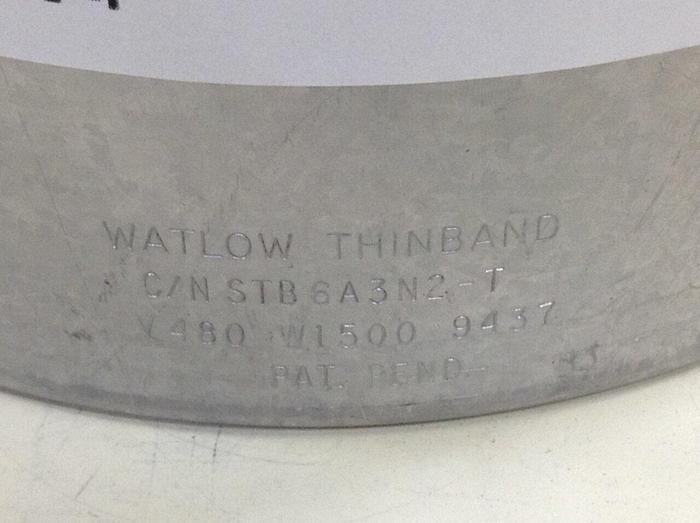 WATLOW THINBAND
C/N STB6A3N2-T
V480 W1500 9437
PAT. PEND